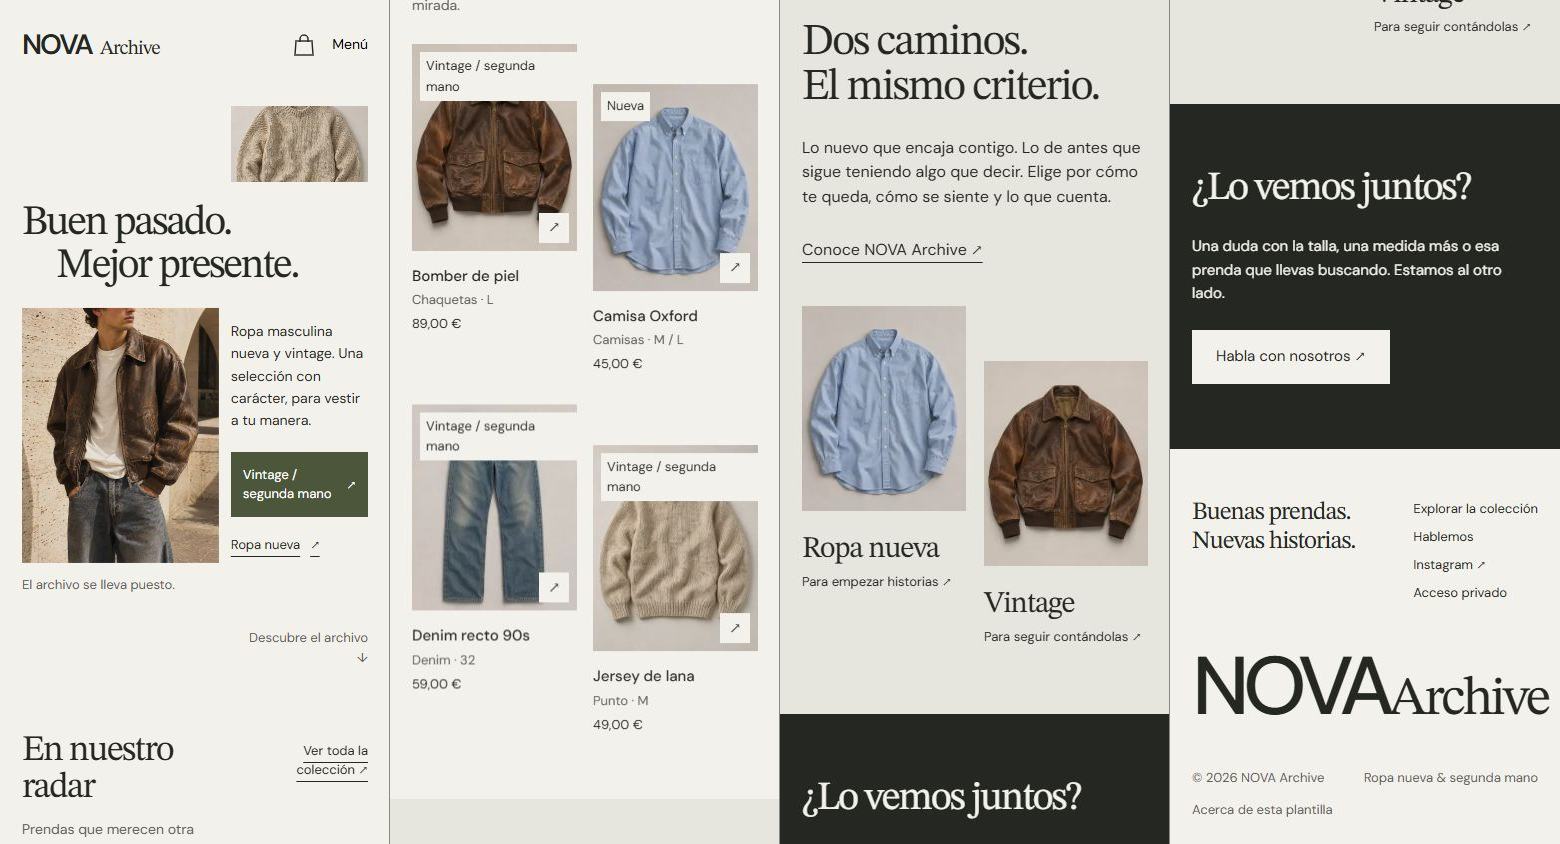 NOVA Archive
Menú
Buen pasado.
Mejor presente.
Ropa masculina
nueva y vintage. Una
selección con
carácter, para vestir
a tu manera.
Vintage /
segunda mano ↗
Ropa nueva ↗
El archivo se lleva puesto.
Descubre el archivo
↓
En nuestro
radar
Ver toda la
colección ↗
Prendas que merecen otra
mirada.
Vintage / segunda
mano
↗
Bomber de piel
Chaquetas · L
89,00 €
Nueva
↗
Camisa Oxford
Camisas · M / L
45,00 €
Vintage / segunda
mano
↗
Denim recto 90s
Denim · 32
59,00 €
Vintage / segunda
mano
↗
Jersey de lana
Punto · M
49,00 €
Dos caminos.
El mismo criterio.
Lo nuevo que encaja contigo. Lo de antes que
sigue teniendo algo que decir. Elige por cómo
te queda, cómo se siente y lo que cuenta.
Conoce NOVA Archive ↗
Ropa nueva
Para empezar historias ↗
Vintage
Para seguir contándolas ↗
¿Lo vemos juntos?
Vintage
Para seguir contándolas ↗
¿Lo vemos juntos?
Una duda con la talla, una medida más o esa
prenda que llevas buscando. Estamos al otro
lado.
Habla con nosotros ↗
Buenas prendas.
Nuevas historias.
Explorar la colección
Hablemos
Instagram ↗
Acceso privado
NOVA Archive
© 2026 NOVA Archive
Ropa nueva & segunda mano
Acerca de esta plantilla